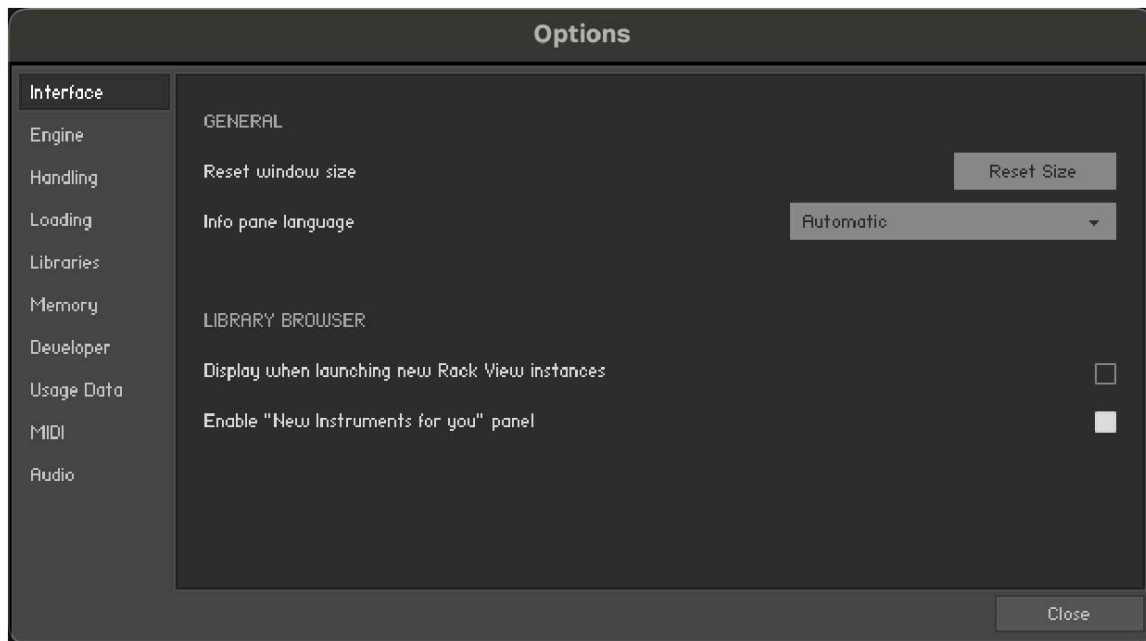 Options
Interface
Engine
Handling
Loading
Libraries
Memory
Developer
Usage Data
MIDI
Audio
GENERAL
Reset window size
Reset Size
Info pane language
Automatic
LIBRARY BROWSER
Display when launching new Rack View instances
Enable "New Instruments for you" panel
Close